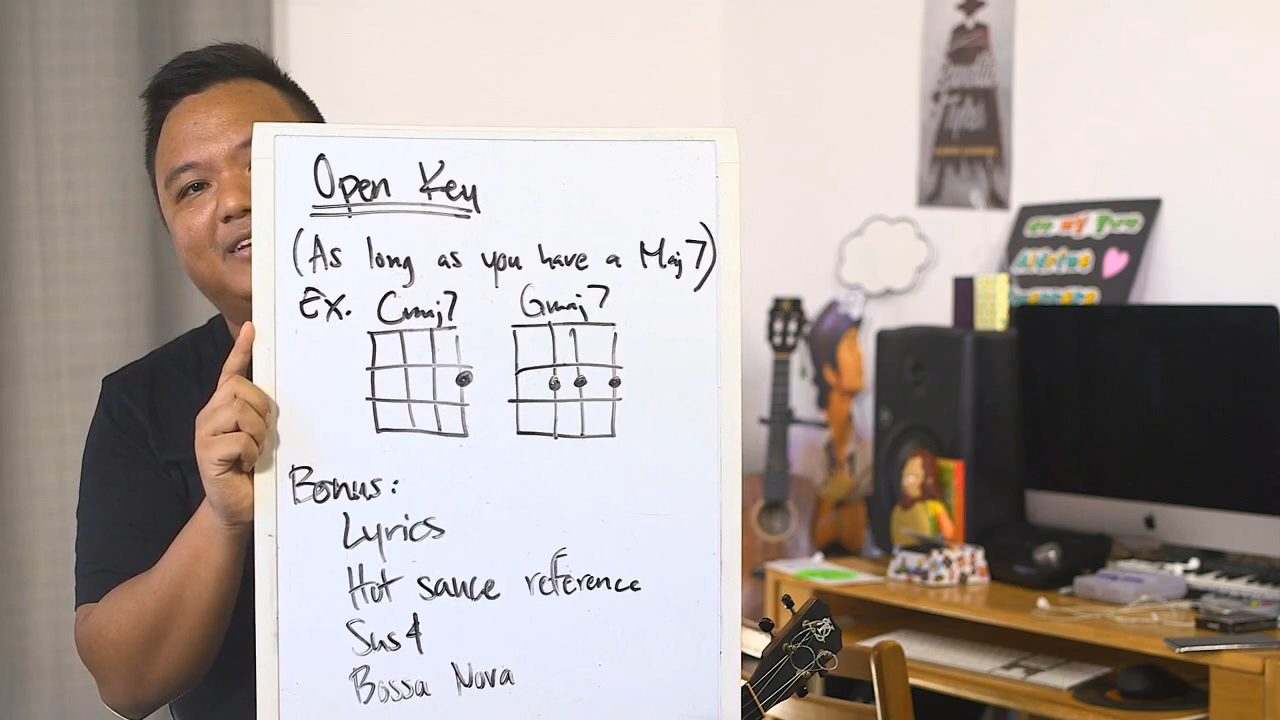 Open Key
(As long as you have a Maj7)
Ex. Cmaj7 Gmaj7
Bonus:
Lyrics
Hot sauce reference
Sus4
Bossa Nova